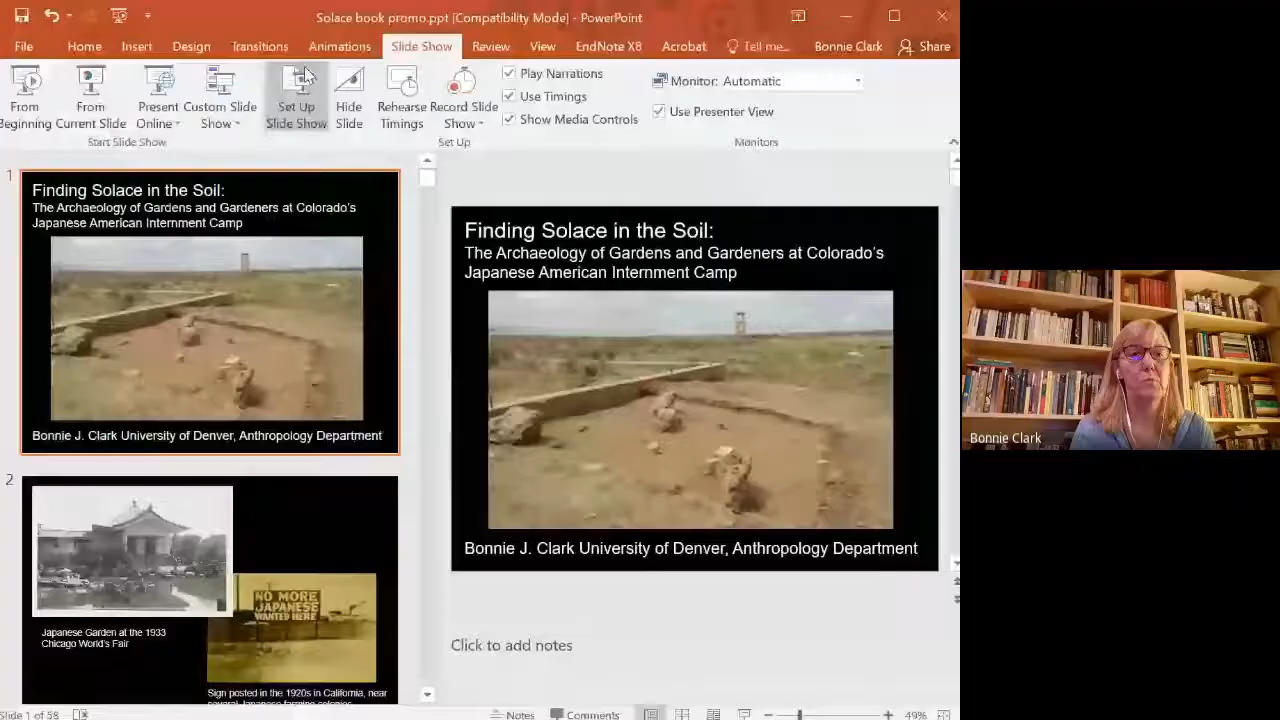 Solace book promo.ppt [Compatibility Mode] - PowerPoint
File Home Insert Design Transitions Animations Slide Show Review View EndNote X8 Acrobat Tell me... Bonnie Clark Share
From Beginning
From Current Slide
Present Online
Custom Slide Show
Set Up Slide Show
Hide Slide
Rehearse Timings
Record Slide Show
Play Narrations
Use Timings
Show Media Controls
Monitor: Automatic
Use Presenter View
Start Slide Show
Set Up
Monitors
1
Finding Solace in the Soil:
The Archaeology of Gardens and Gardeners at Colorado's
Japanese American Internment Camp
Bonnie J. Clark University of Denver, Anthropology Department
2
NO MORE
JAPANESE
WANTED HERE
Japanese Garden at the 1933
Chicago World's Fair
Sign posted in the 1920s in California, near
several Japanese farming colonies
Finding Solace in the Soil:
The Archaeology of Gardens and Gardeners at Colorado's
Japanese American Internment Camp
Bonnie J. Clark University of Denver, Anthropology Department
Click to add notes
Bonnie Clark
Slide 1 of 58
Notes
Comments
49%